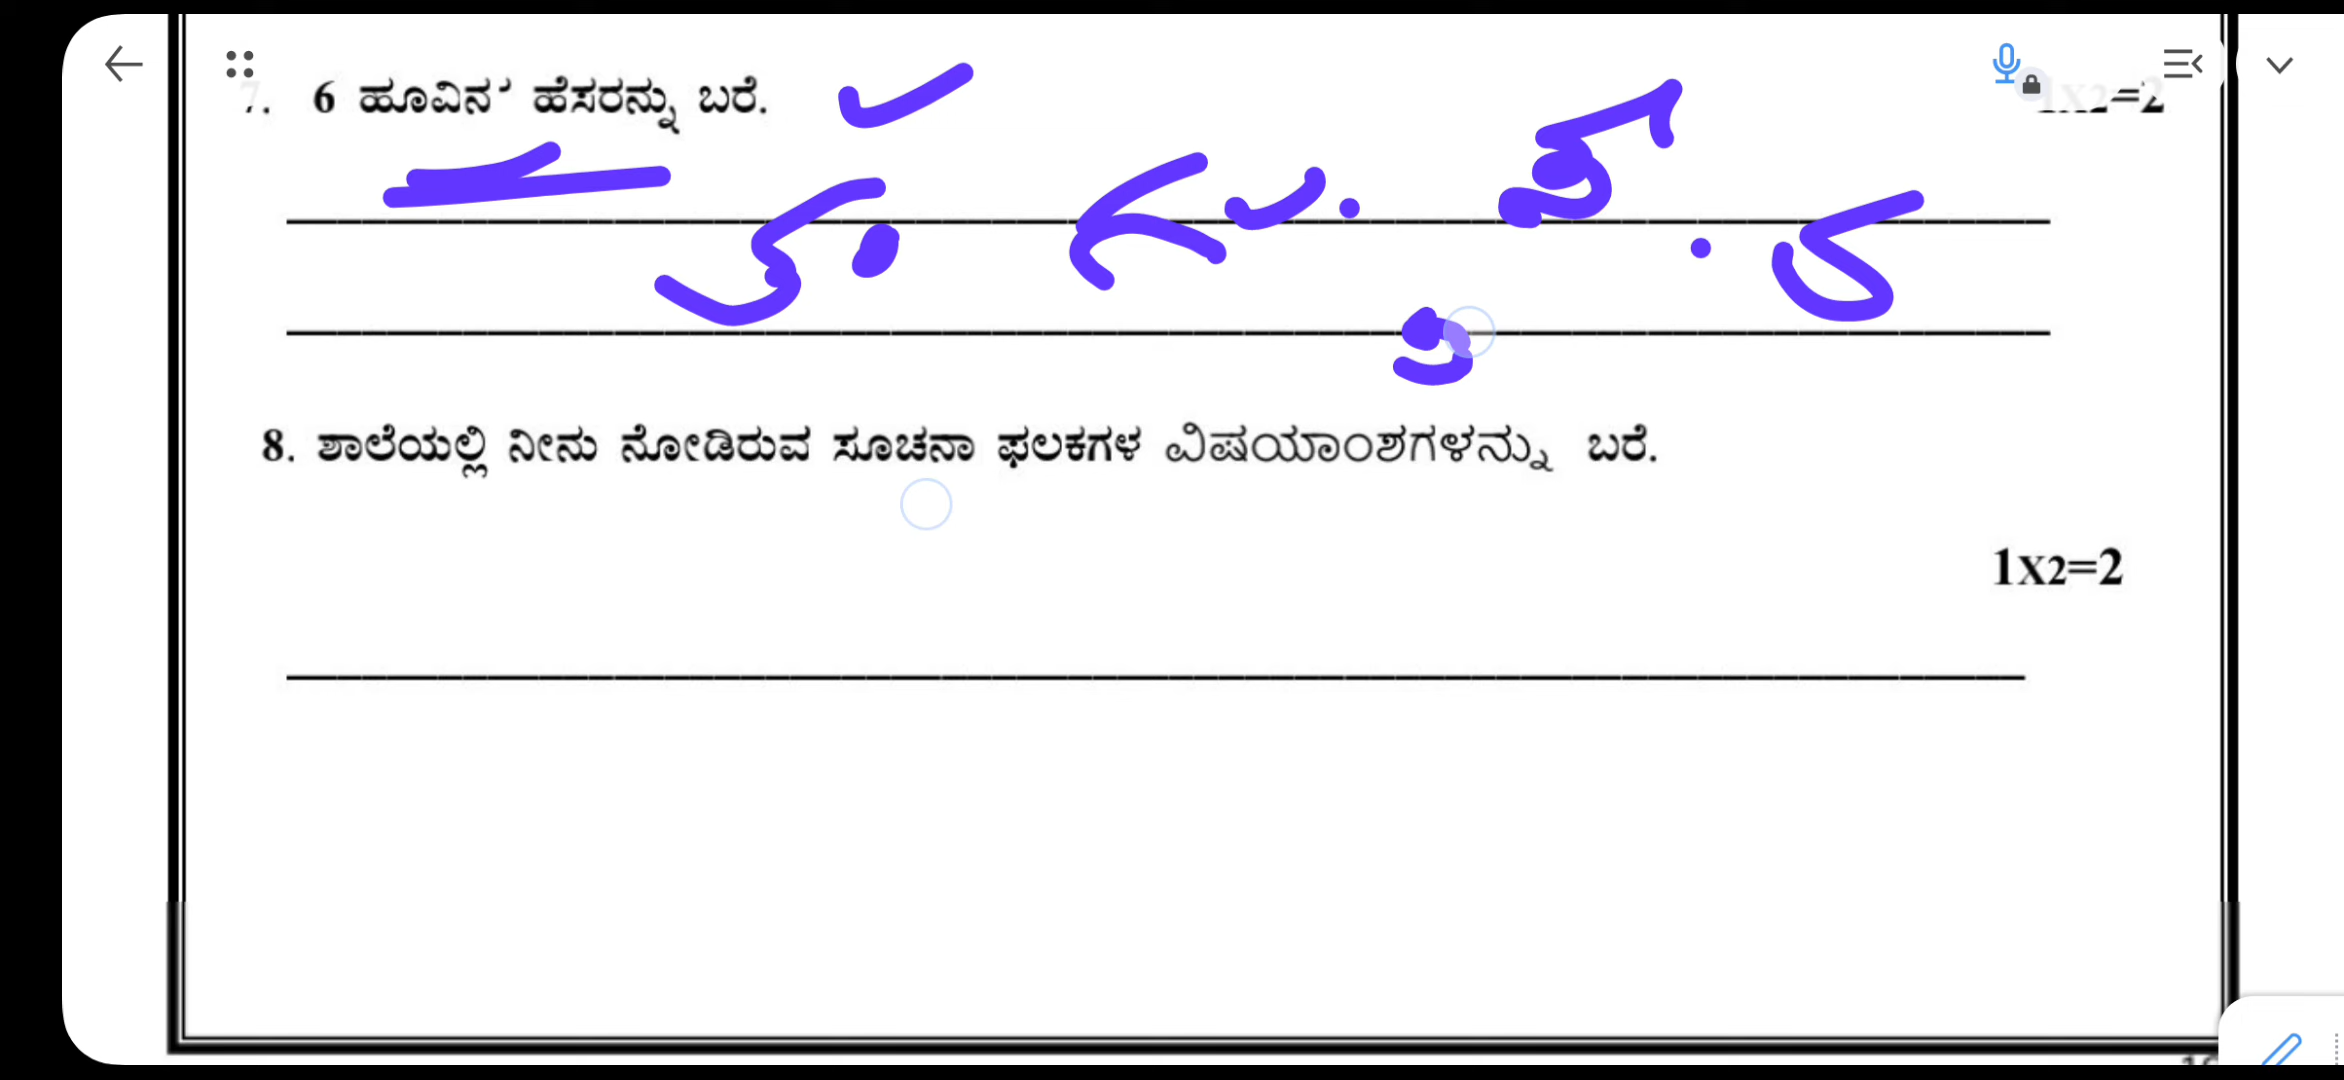 7. 6 ಹೂವಿನ ಹೆಸರನ್ನು ಬರೆ. 1X2=2
8. ಶಾಲೆಯಲ್ಲಿ ನೀನು ನೋಡಿರುವ ಸೂಚನಾ ಫಲಕಗಳ ವಿಷಯಾಂಶಗಳನ್ನು ಬರೆ.
1X2=2